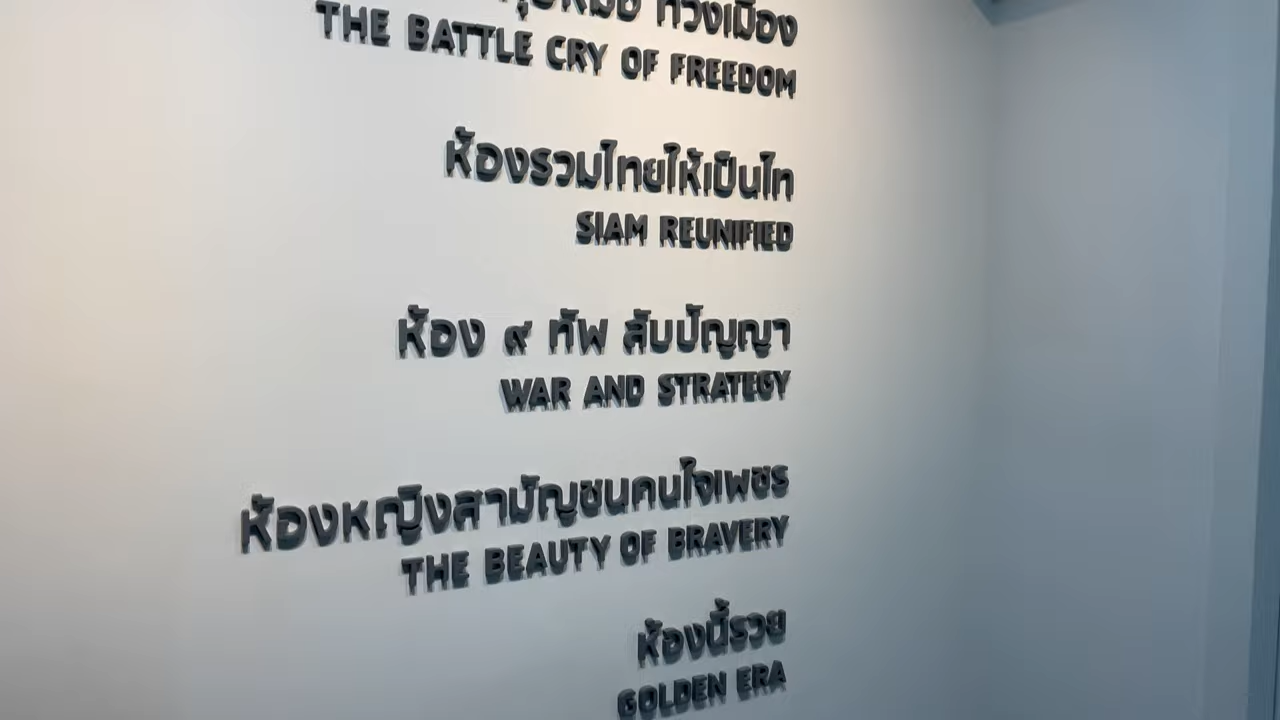 ทวงเมือง
THE BATTLE CRY OF FREEDOM
ห้องรวมไทยให้เป็นไท
SIAM REUNIFIED
ห้อง ๙ ทัพ สับปัญญา
WAR AND STRATEGY
ห้องหญิงสามัญชนคนใจเพชร
THE BEAUTY OF BRAVERY
ห้องนี้รวย
GOLDEN ERA